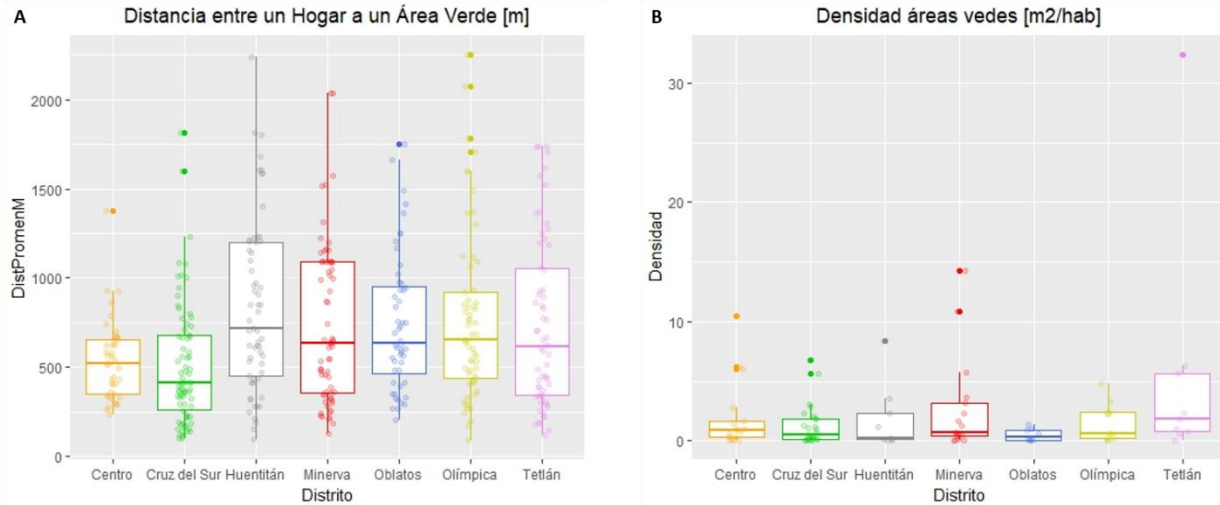 A
Distancia entre un Hogar a un Área Verde [m]
DistPromenM
2000
1500
1000
500
0
Centro
Cruz del Sur
Huentitán
Minerva
Oblatos
Olímpica
Tetlán
Distrito
B
Densidad áreas vedes [m2/hab]
Densidad
30
20
10
0
Centro
Cruz del Sur
Huentitán
Minerva
Oblatos
Olímpica
Tetlán
Distrito